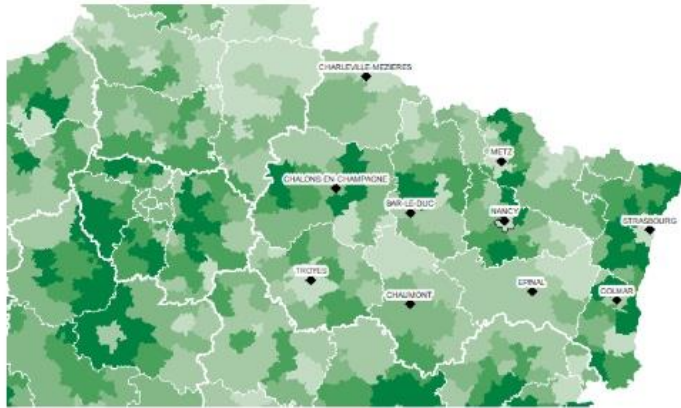 CHARLEVILLE-MEZIERES
METZ
CHALONS-EN-CHAMPAGNE
BAR-LE-DUC
NANCY
STRASBOURG
TROYES
EPINAL
CHAUMONT
COLMAR